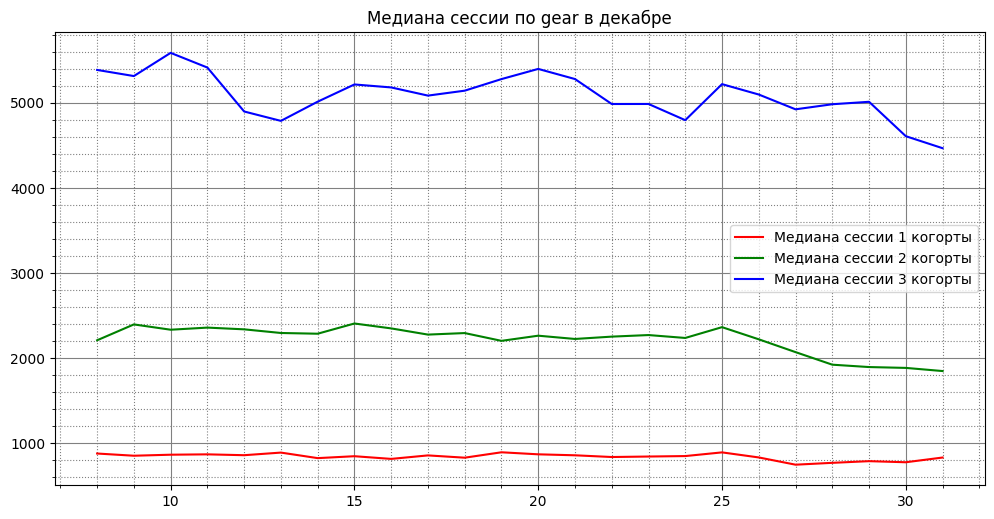 Медиана сессии по gear в декабре
5000
4000
3000
2000
1000
Медиана сессии 1 когорты
Медиана сессии 2 когорты
Медиана сессии 3 когорты
10 15 20 25 30